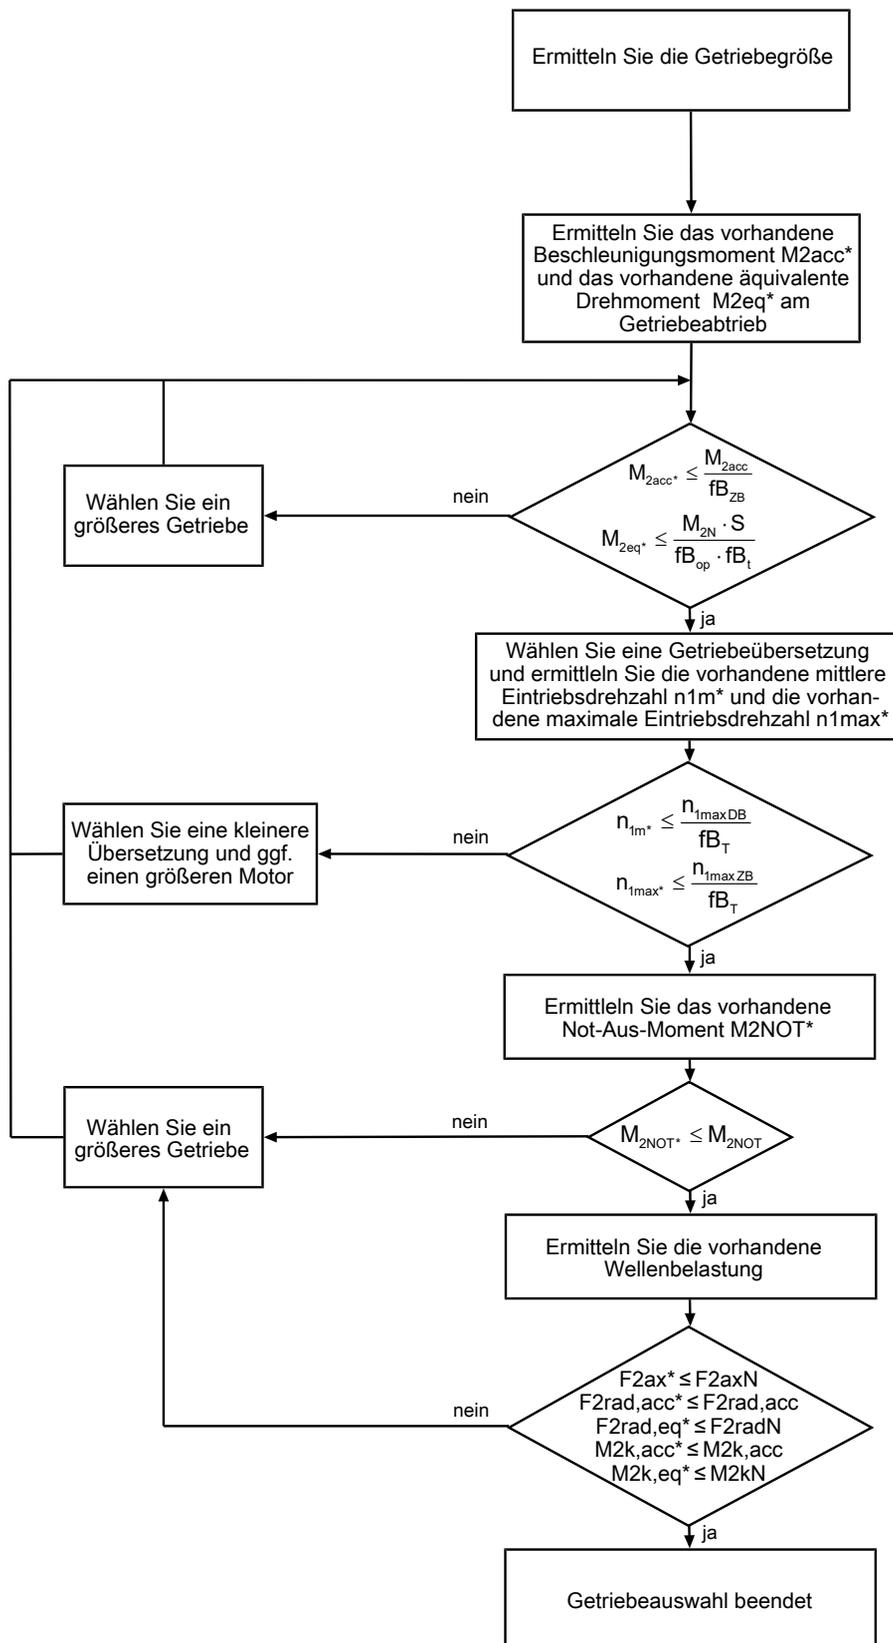 Ermitteln Sie die Getriebegröße
Ermitteln Sie das vorhandene
Beschleunigungsmoment M2acc*
und das vorhandene äquivalente
Drehmoment M2eq* am
Getriebeabtrieb
M2acc* ≤ M2acc / fBZB
M2eq* ≤ M2N · S / fBop · fBt
nein
Wählen Sie ein
größeres Getriebe
ja
Wählen Sie eine Getriebeübersetzung
und ermittleln Sie die vorhandene mittlere
Eintriebsdrehzahl n1m* und die vorhan-
dene maximale Eintriebsdrehzahl n1max*
n1m* ≤ n1maxDB / fBT
n1max* ≤ n1maxZB / fBT
nein
Wählen Sie eine kleinere
Übersetzung und ggf.
einen größeren Motor
ja
Ermittleln Sie das vorhandene
Not-Aus-Moment M2NOT*
M2NOT* ≤ M2NOT
nein
Wählen Sie ein
größeres Getriebe
ja
Ermitteln Sie die vorhandene
Wellenbelastung
F2ax* ≤ F2axN
F2rad,acc* ≤ F2rad,acc
F2rad,eq* ≤ F2radN
M2k,acc* ≤ M2k,acc
M2k,eq* ≤ M2kN
nein
ja
Getriebeauswahl beendet